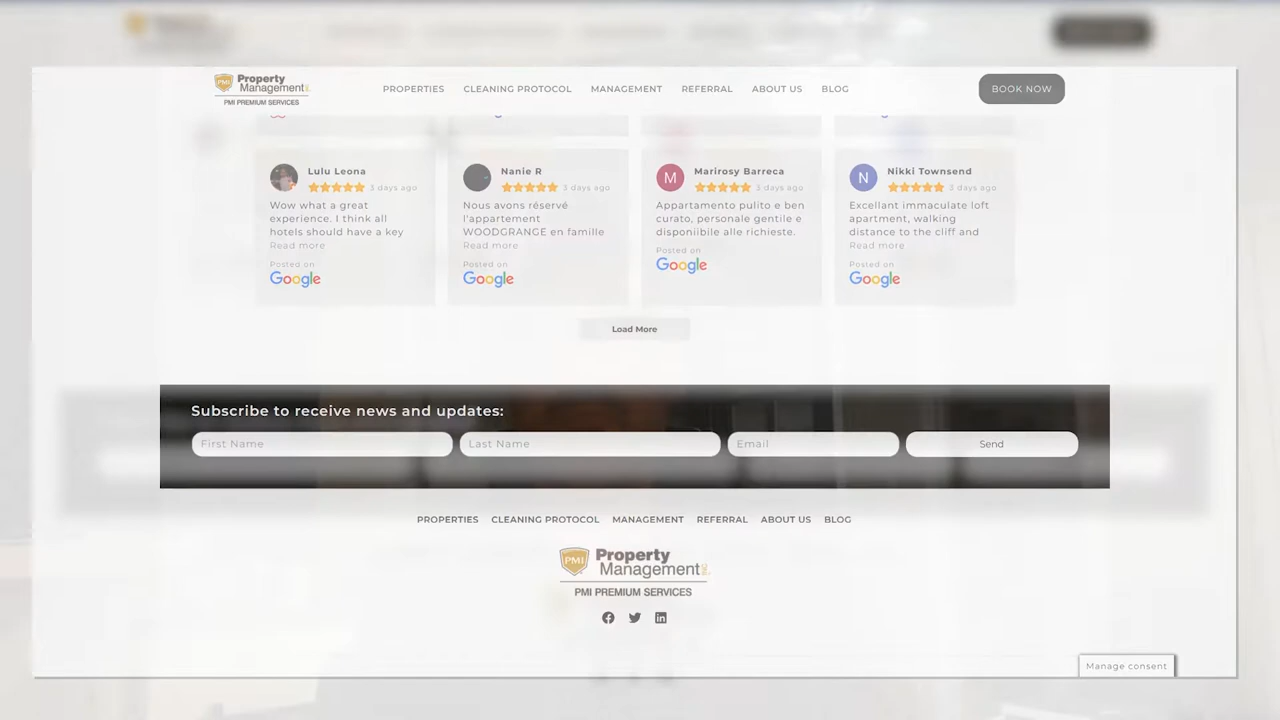 Property
Management INC.
PMI
PMI PREMIUM SERVICES
PROPERTIES CLEANING PROTOCOL MANAGEMENT REFERRAL ABOUT US BLOG
BOOK NOW
Lulu Leona
3 days ago
Wow what a great
experience. I think all
hotels should have a key
Read more
Posted on
Google
Nanie R
3 days ago
Nous avons réservé
l'appartement
WOODGRANGE en famille
Read more
Posted on
Google
M
Marirosy Barreca
3 days ago
Appartamento pulito e ben
curato, personale gentile e
disponiibile alle richieste.
Posted on
Google
N
Nikki Townsend
3 days ago
Excellent immaculate loft
apartment, walking
distance to the cliff and
Read more
Posted on
Google
Load More
Subscribe to receive news and updates:
First Name
Last Name
Email
Send
PROPERTIES CLEANING PROTOCOL MANAGEMENT REFERRAL ABOUT US BLOG
PMI
Property
Management INC.
PMI PREMIUM SERVICES
Manage consent